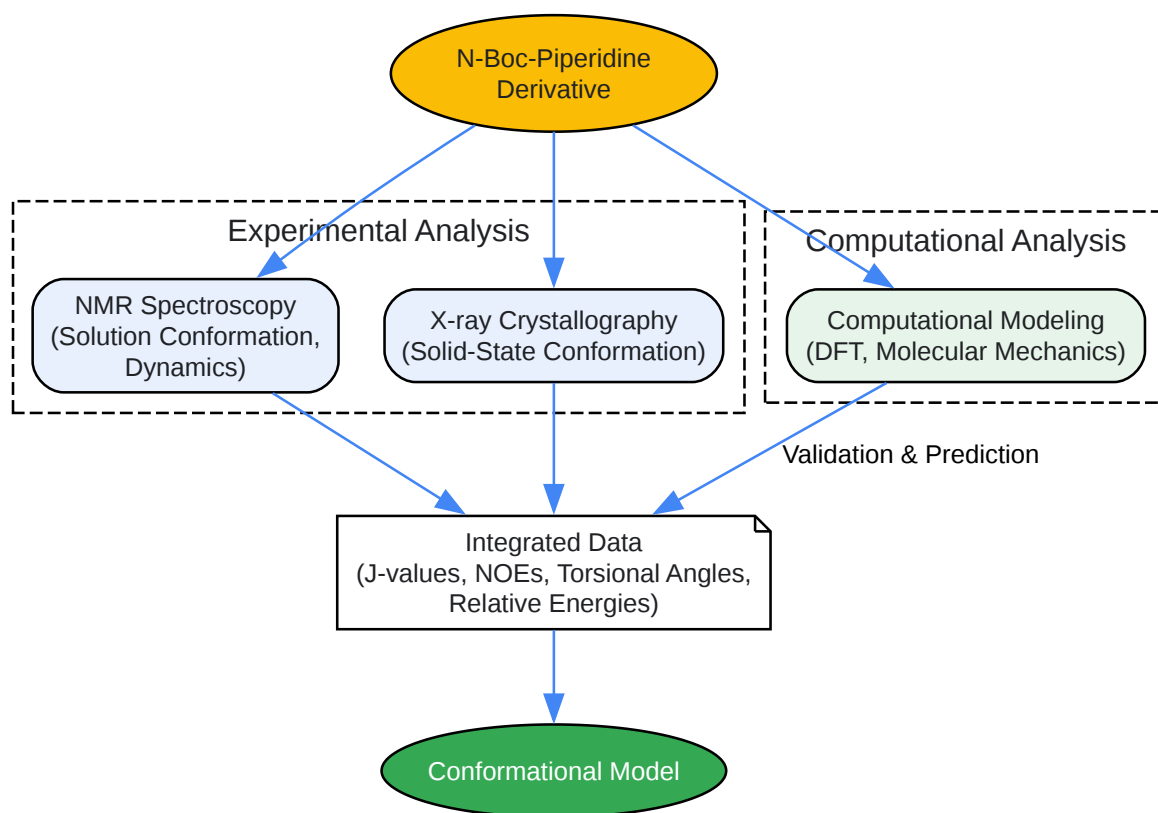 N-Boc-Piperidine
Derivative
Experimental Analysis
Computational Analysis
NMR Spectroscopy
(Solution Conformation,
Dynamics)
X-ray Crystallography
(Solid-State Conformation)
Computational Modeling
(DFT, Molecular Mechanics)
Validation & Prediction
Integrated Data
(J-values, NOEs, Torsional Angles,
Relative Energies)
Conformational Model